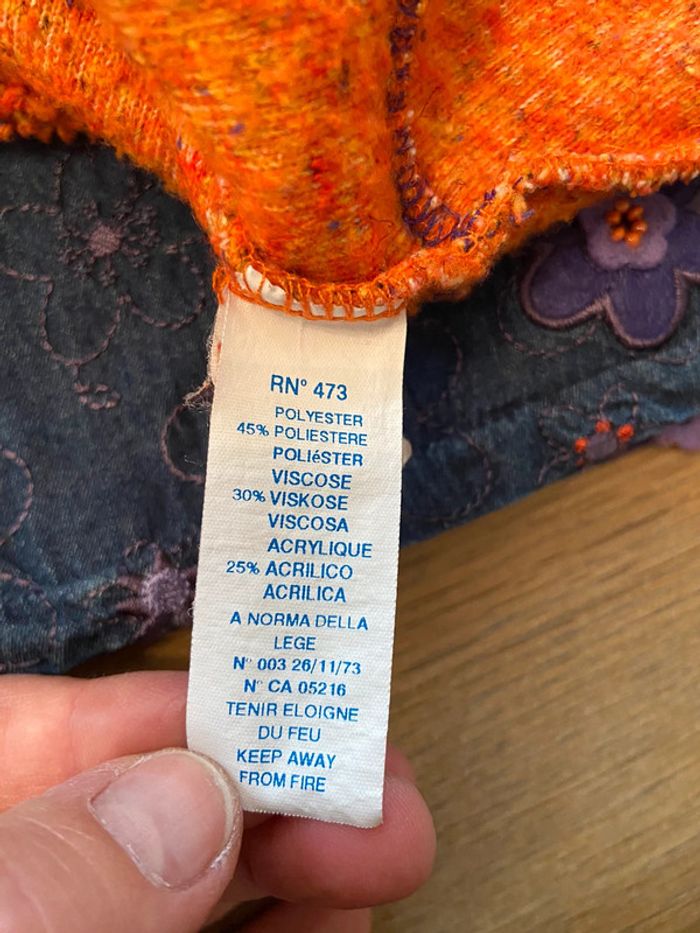 RN° 473
POLYESTER
45% POLIESTERE
POLIéSTER
VISCOSE
30% VISKOSE
VISCOSA
ACRYLIQUE
25% ACRILICO
ACRILICA
A NORMA DELLA
LEGE
N° 003 26/11/73
N° CA 05216
TENIR ELOIGNE
DU FEU
KEEP AWAY
FROM FIRE